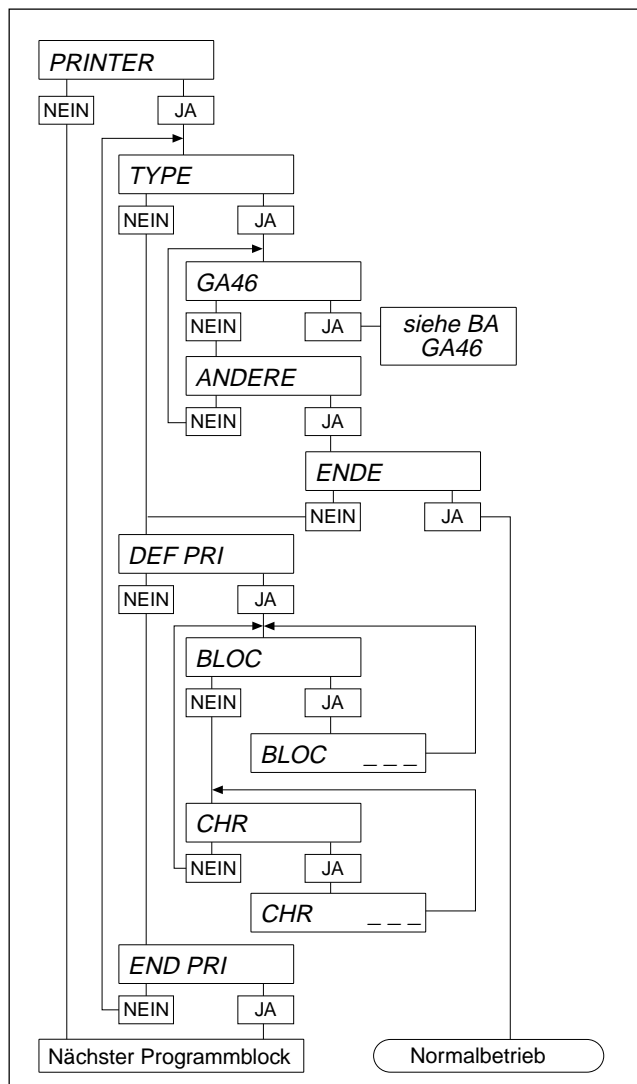 PRINTER
NEIN JA
TYPE
NEIN JA
GA46
NEIN JA siehe BA
GA46
ANDERE
NEIN JA
ENDE
NEIN JA
DEF PRI
NEIN JA
BLOC
NEIN JA
BLOC _ _ _
CHR
NEIN JA
CHR _ _ _
END PRI
NEIN JA
Nächster Programmblock Normalbetrieb